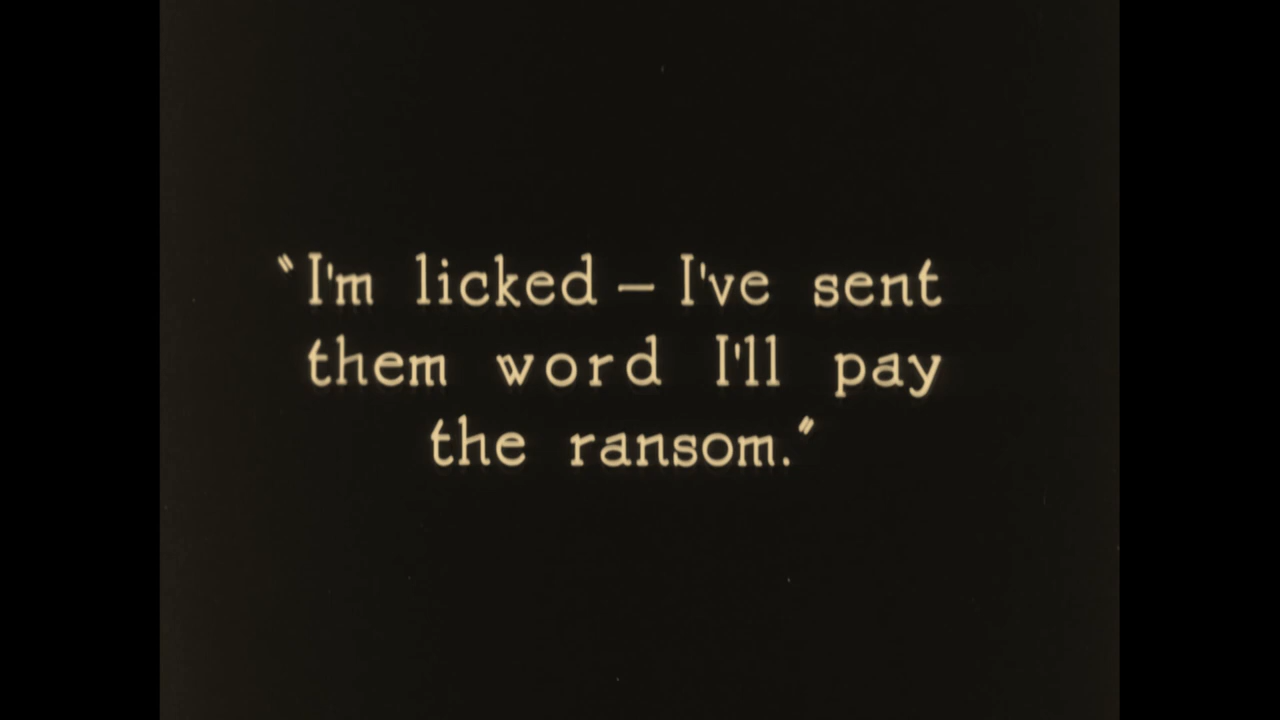 "I'm licked — I've sent
them word I'll pay
the ransom."